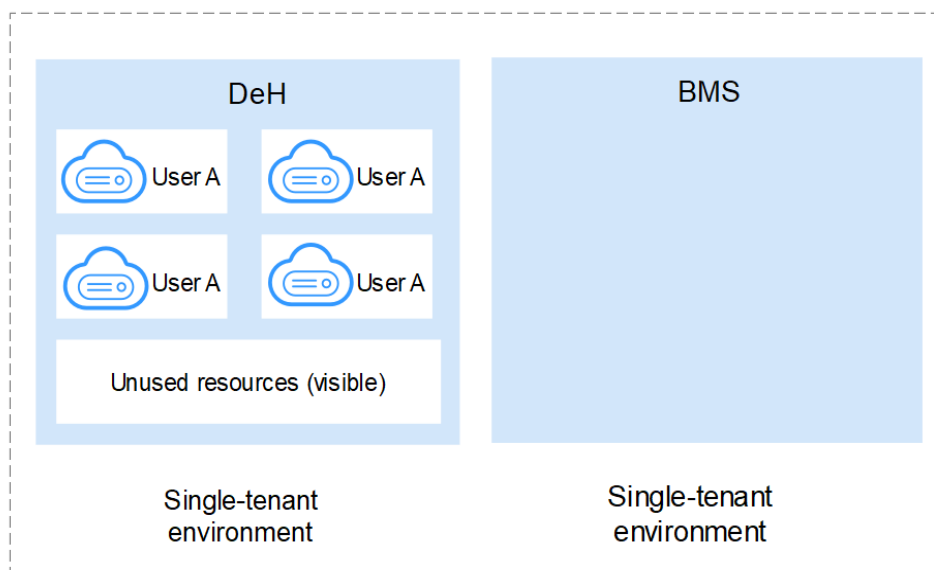 DeH
User A
User A
User A
User A
Unused resources (visible)
Single-tenant
environment
BMS
Single-tenant
environment